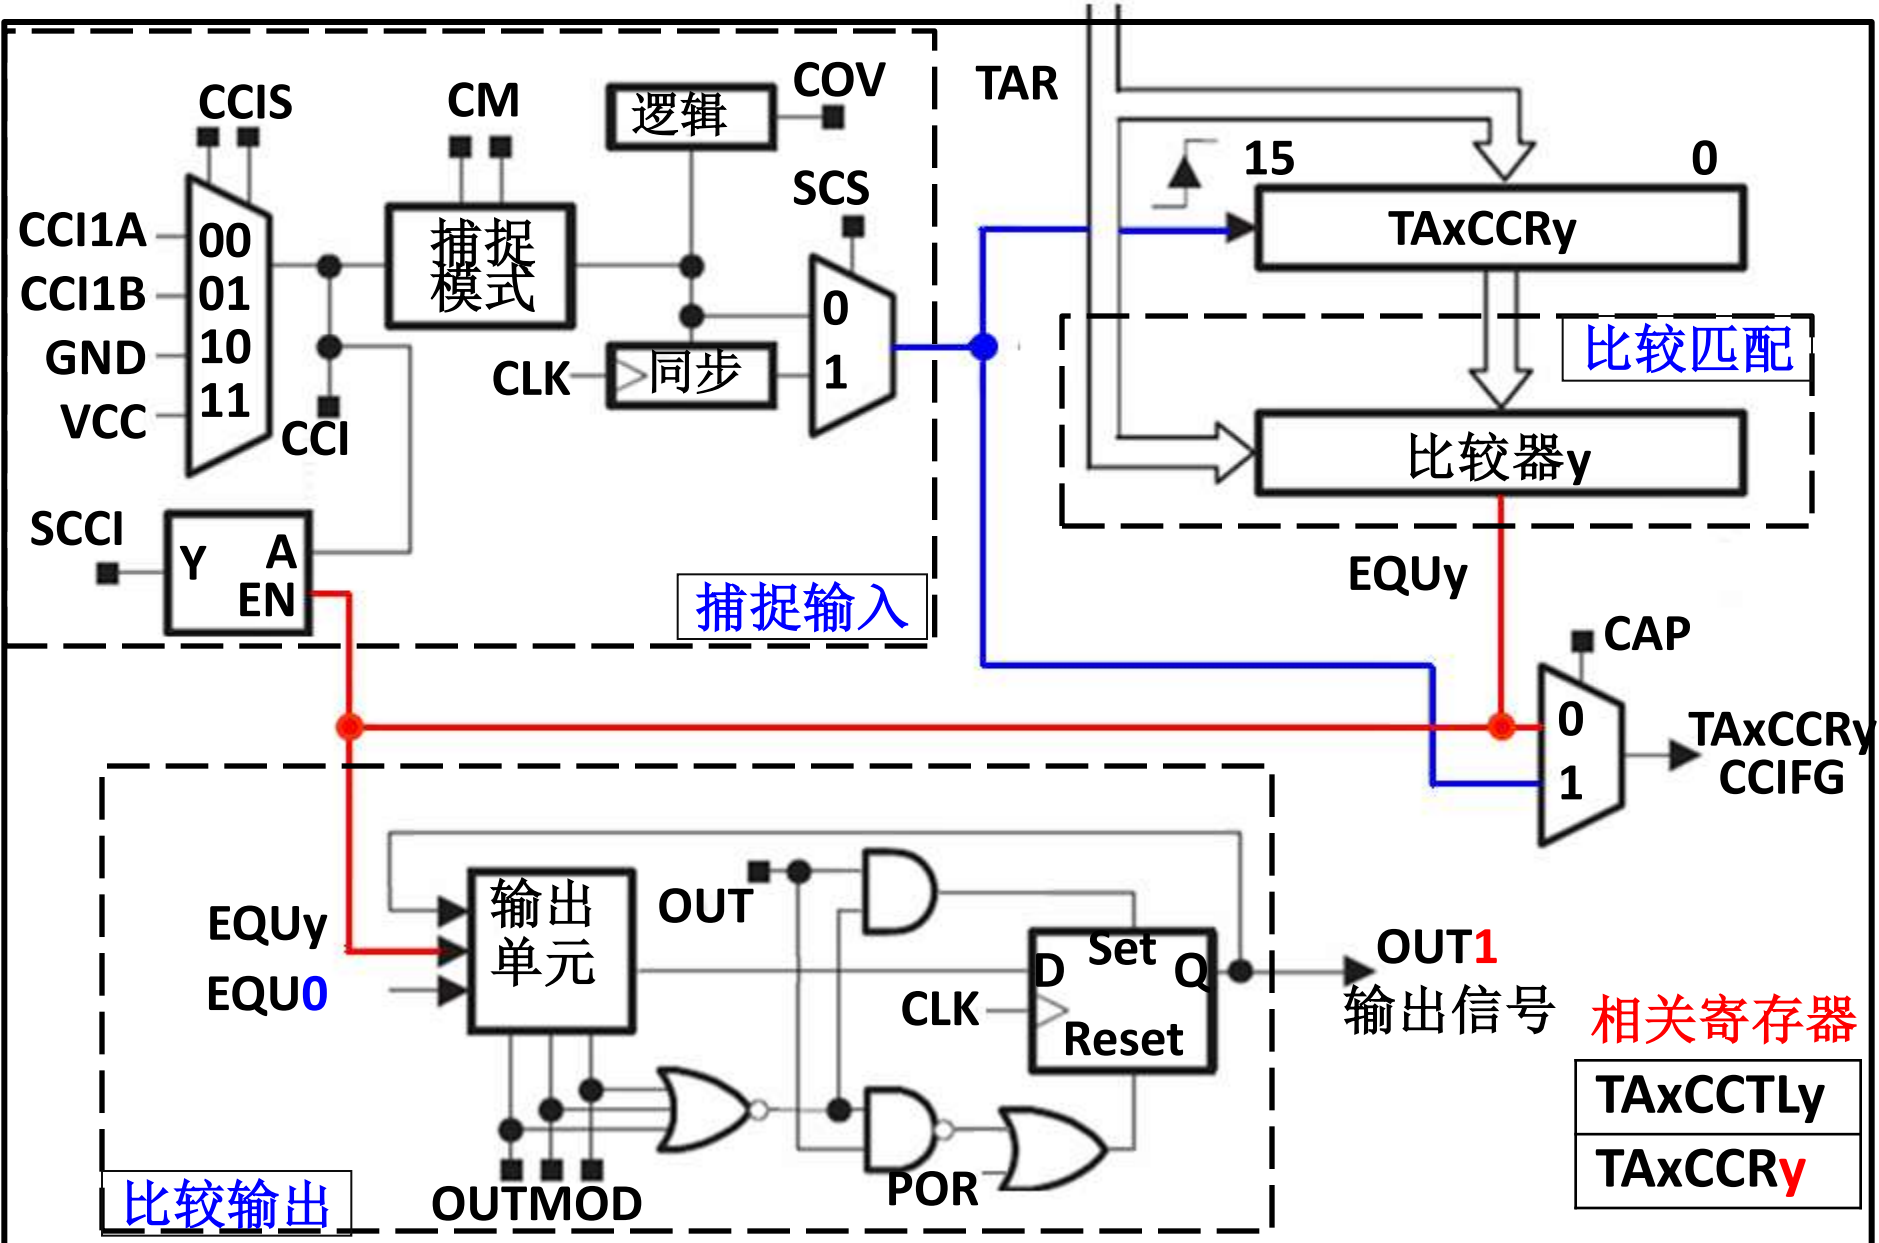 CCIS
CM
逻辑
COV
TAR
15
0
SCS
CCI1A
00
捕捉
模式
TAxCCRy
CCI1B
01
0
GND
10
CLK
同步
1
比较匹配
VCC
11
CCI
比较器y
SCCI
Y
A
EN
捕捉输入
EQUy
CAP
0
TAxCCRy
1
CCIFG
输出
单元
OUT
EQUy
EQU0
D
Set
Q
OUT1
CLK
Reset
输出信号
相关寄存器
TAxCCTLy
TAxCCRy
POR
OUTMOD
比较输出